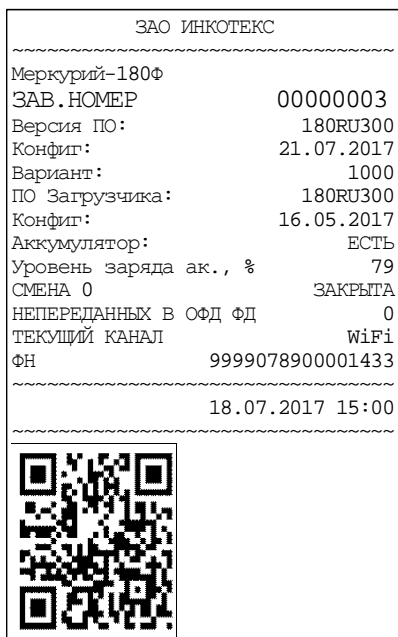 ЗАО ИНКОТЕКС
~~~~~~~~~~~~~~~~~~~~~~~~~~~~~~~~~
Меркурий-180Ф
ЗАВ.НОМЕР 00000003
Версия ПО: 180RU300
Конфиг: 21.07.2017
Вариант: 1000
ПО Загрузчика: 180RU300
Конфиг: 16.05.2017
Аккумулятор: ЕСТЬ
Уровень заряда ак., % 79
СМЕНА 0 ЗАКРЫТА
НЕПЕРЕДАННЫХ В ОФД ФД 0
ТЕКУЩИЙ КАНАЛ WiFi
ФН 9999078900001433
~~~~~~~~~~~~~~~~~~~~~~~~~~~~~~~~~
18.07.2017 15:00
~~~~~~~~~~~~~~~~~~~~~~~~~~~~~~~~~